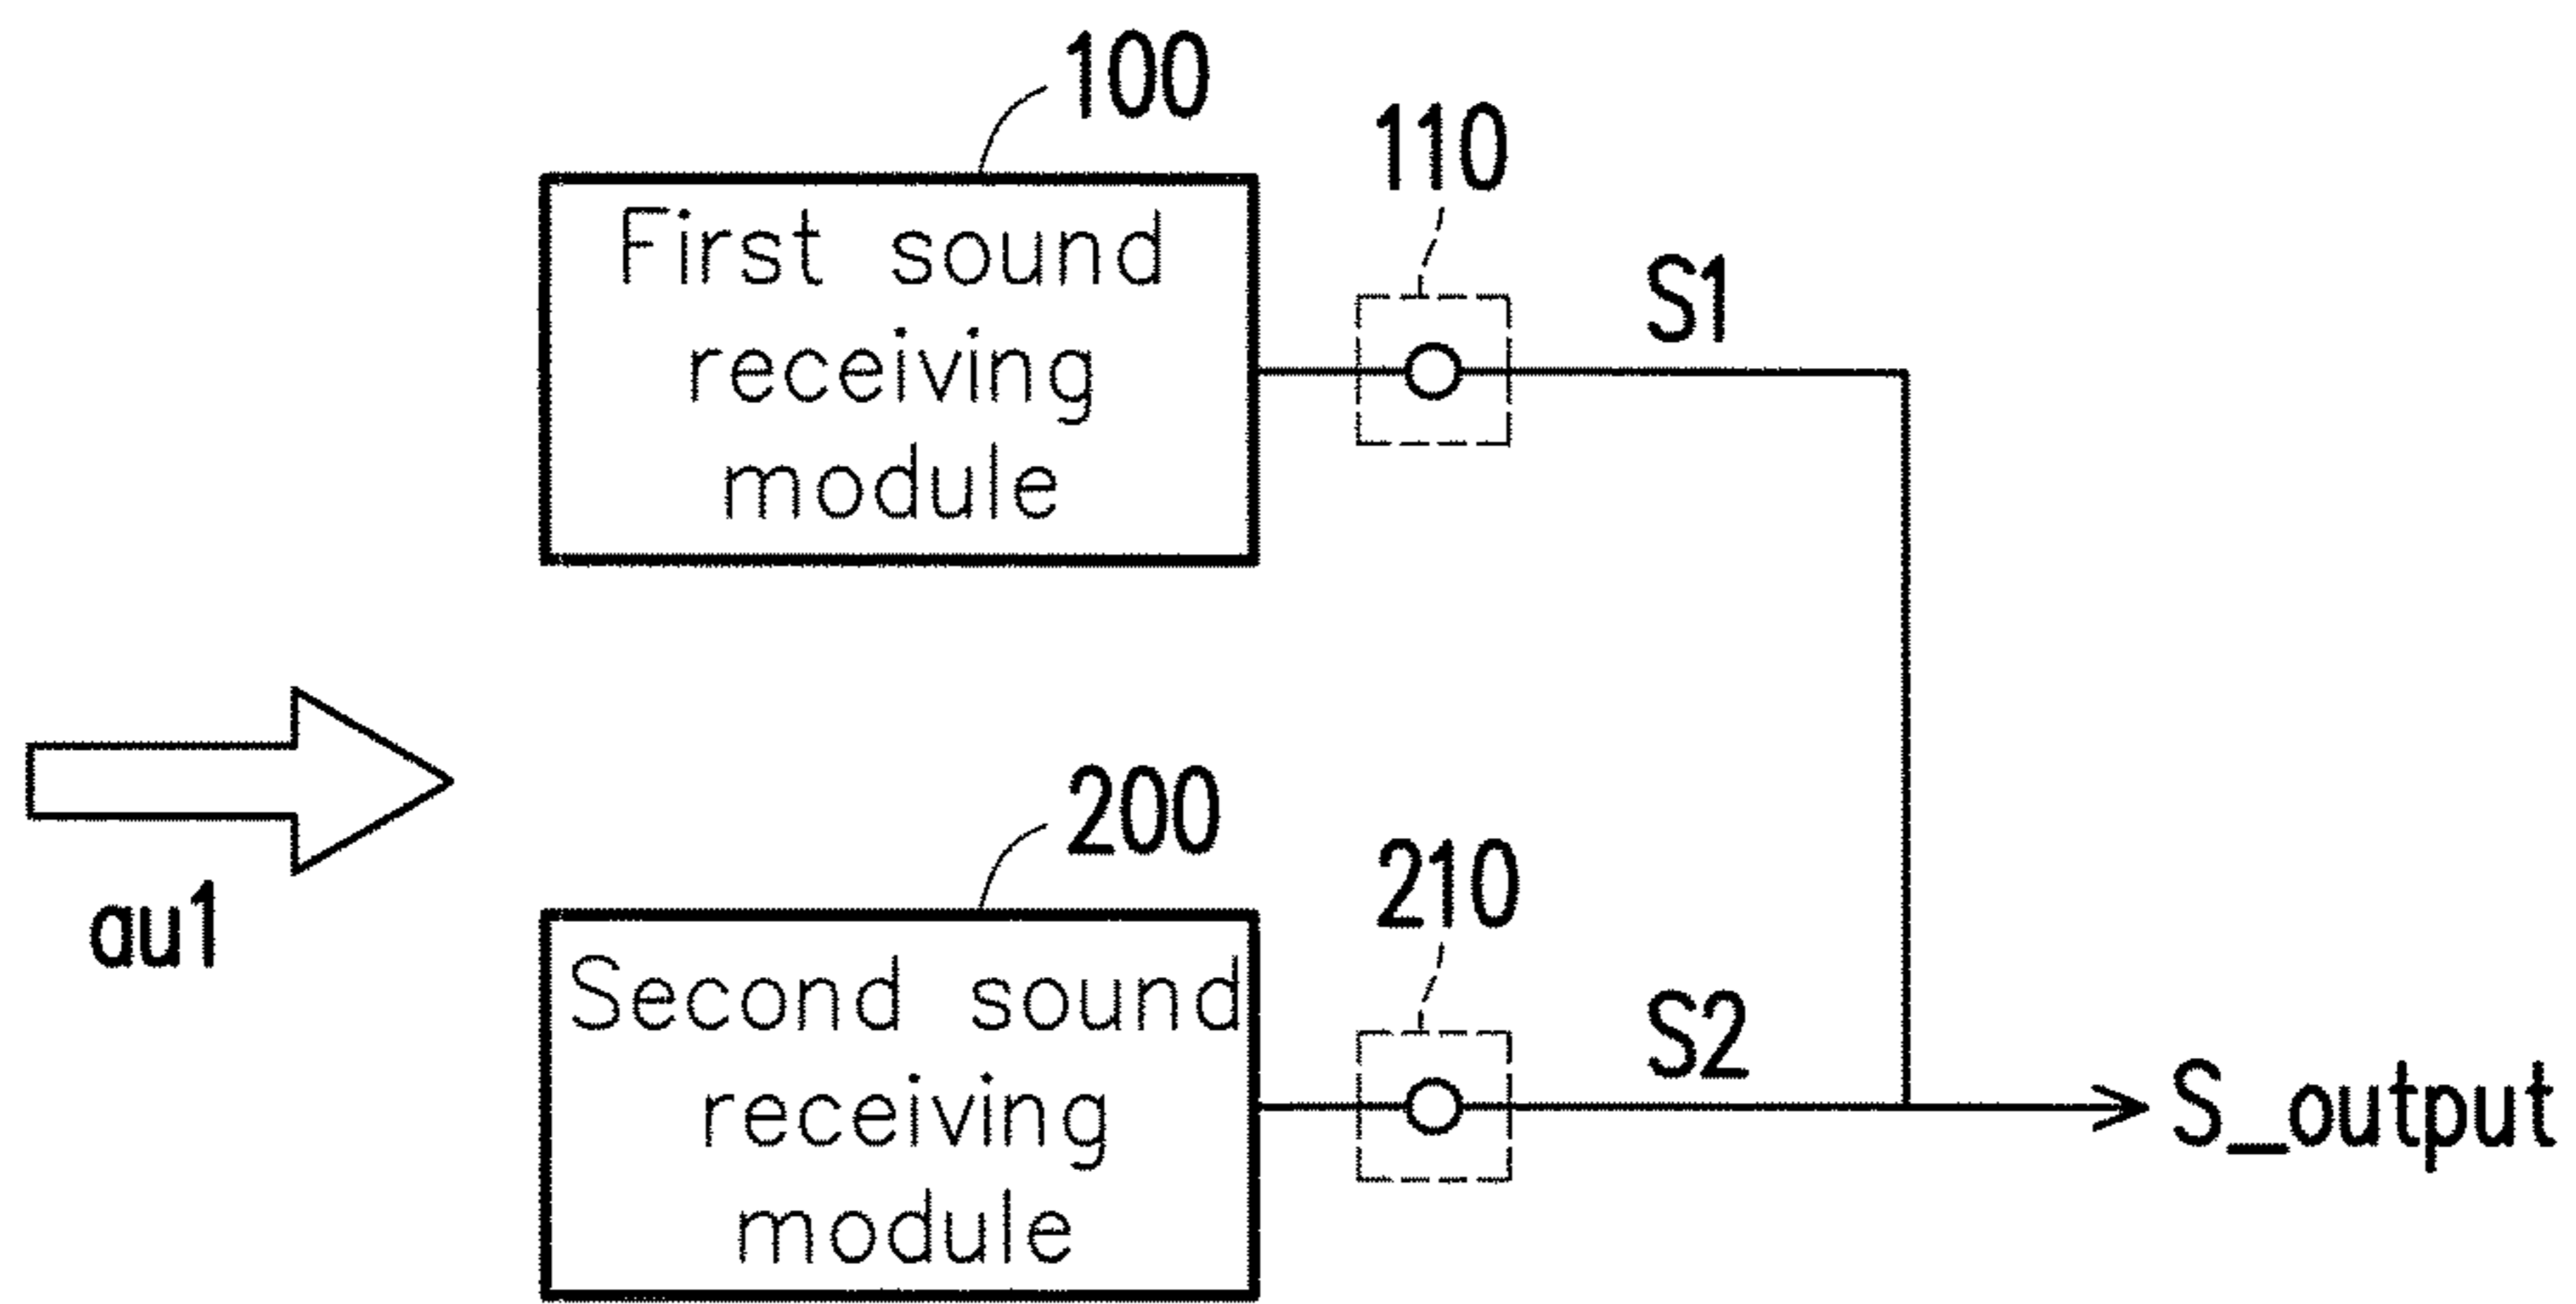 100
First sound
receiving
module
110
S1
au1
200
Second sound
receiving
module
210
S2
S_output